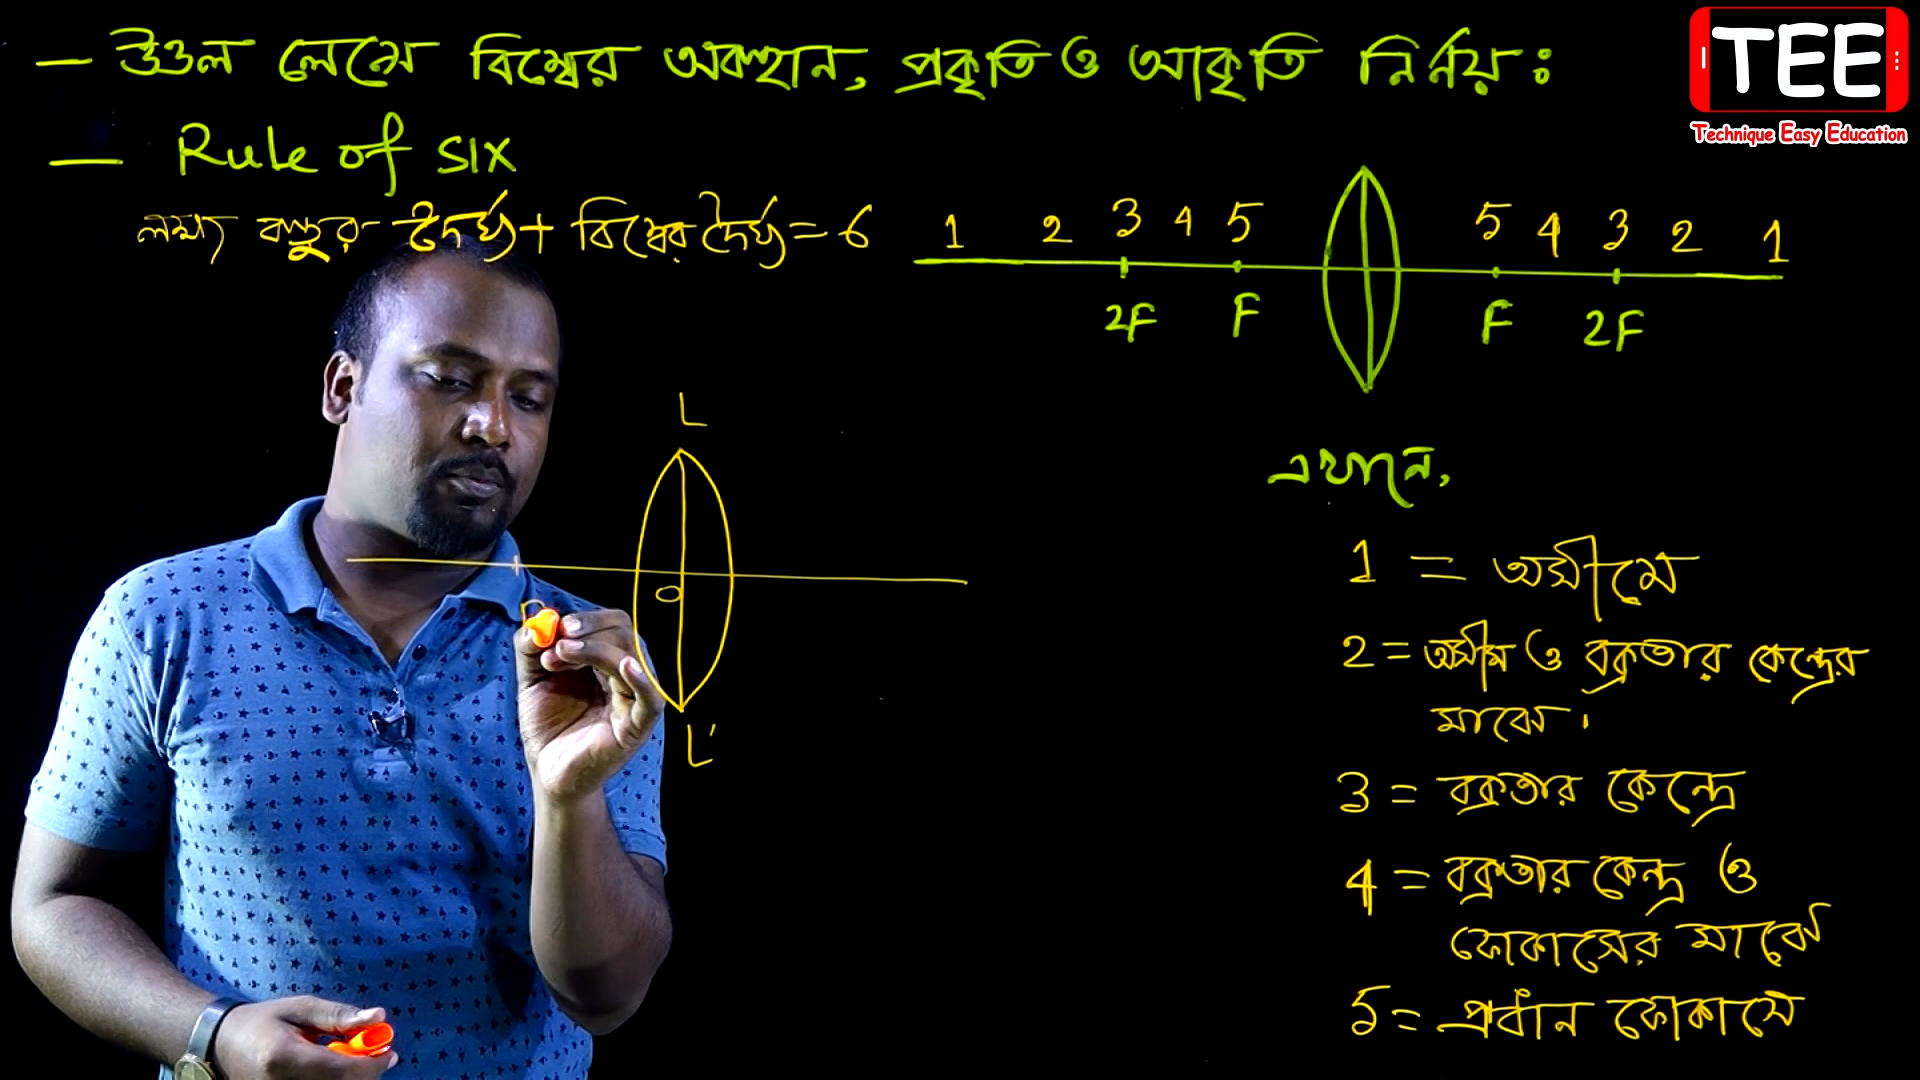 — উত্তল লেন্সে বিম্বের অবস্থান, প্রকৃতি ও আকৃতি নির্ণয়ঃ
— Rule of six
লক্ষ্য বস্তুর দৈর্ঘ্য + বিম্বের দৈর্ঘ্য = 6
1 2 3 4 5 5 4 3 2 1
2F F F 2F
TEE
Technique Easy Education
L
O
L'
এখানে,
1 = অসীমে
2 = অসীম ও বক্রতার কেন্দ্রের
মাঝে।
3 = বক্রতার কেন্দ্রে
4 = বক্রতার কেন্দ্র ও
ফোকাসের মাঝে
5 = প্রধান ফোকাসে